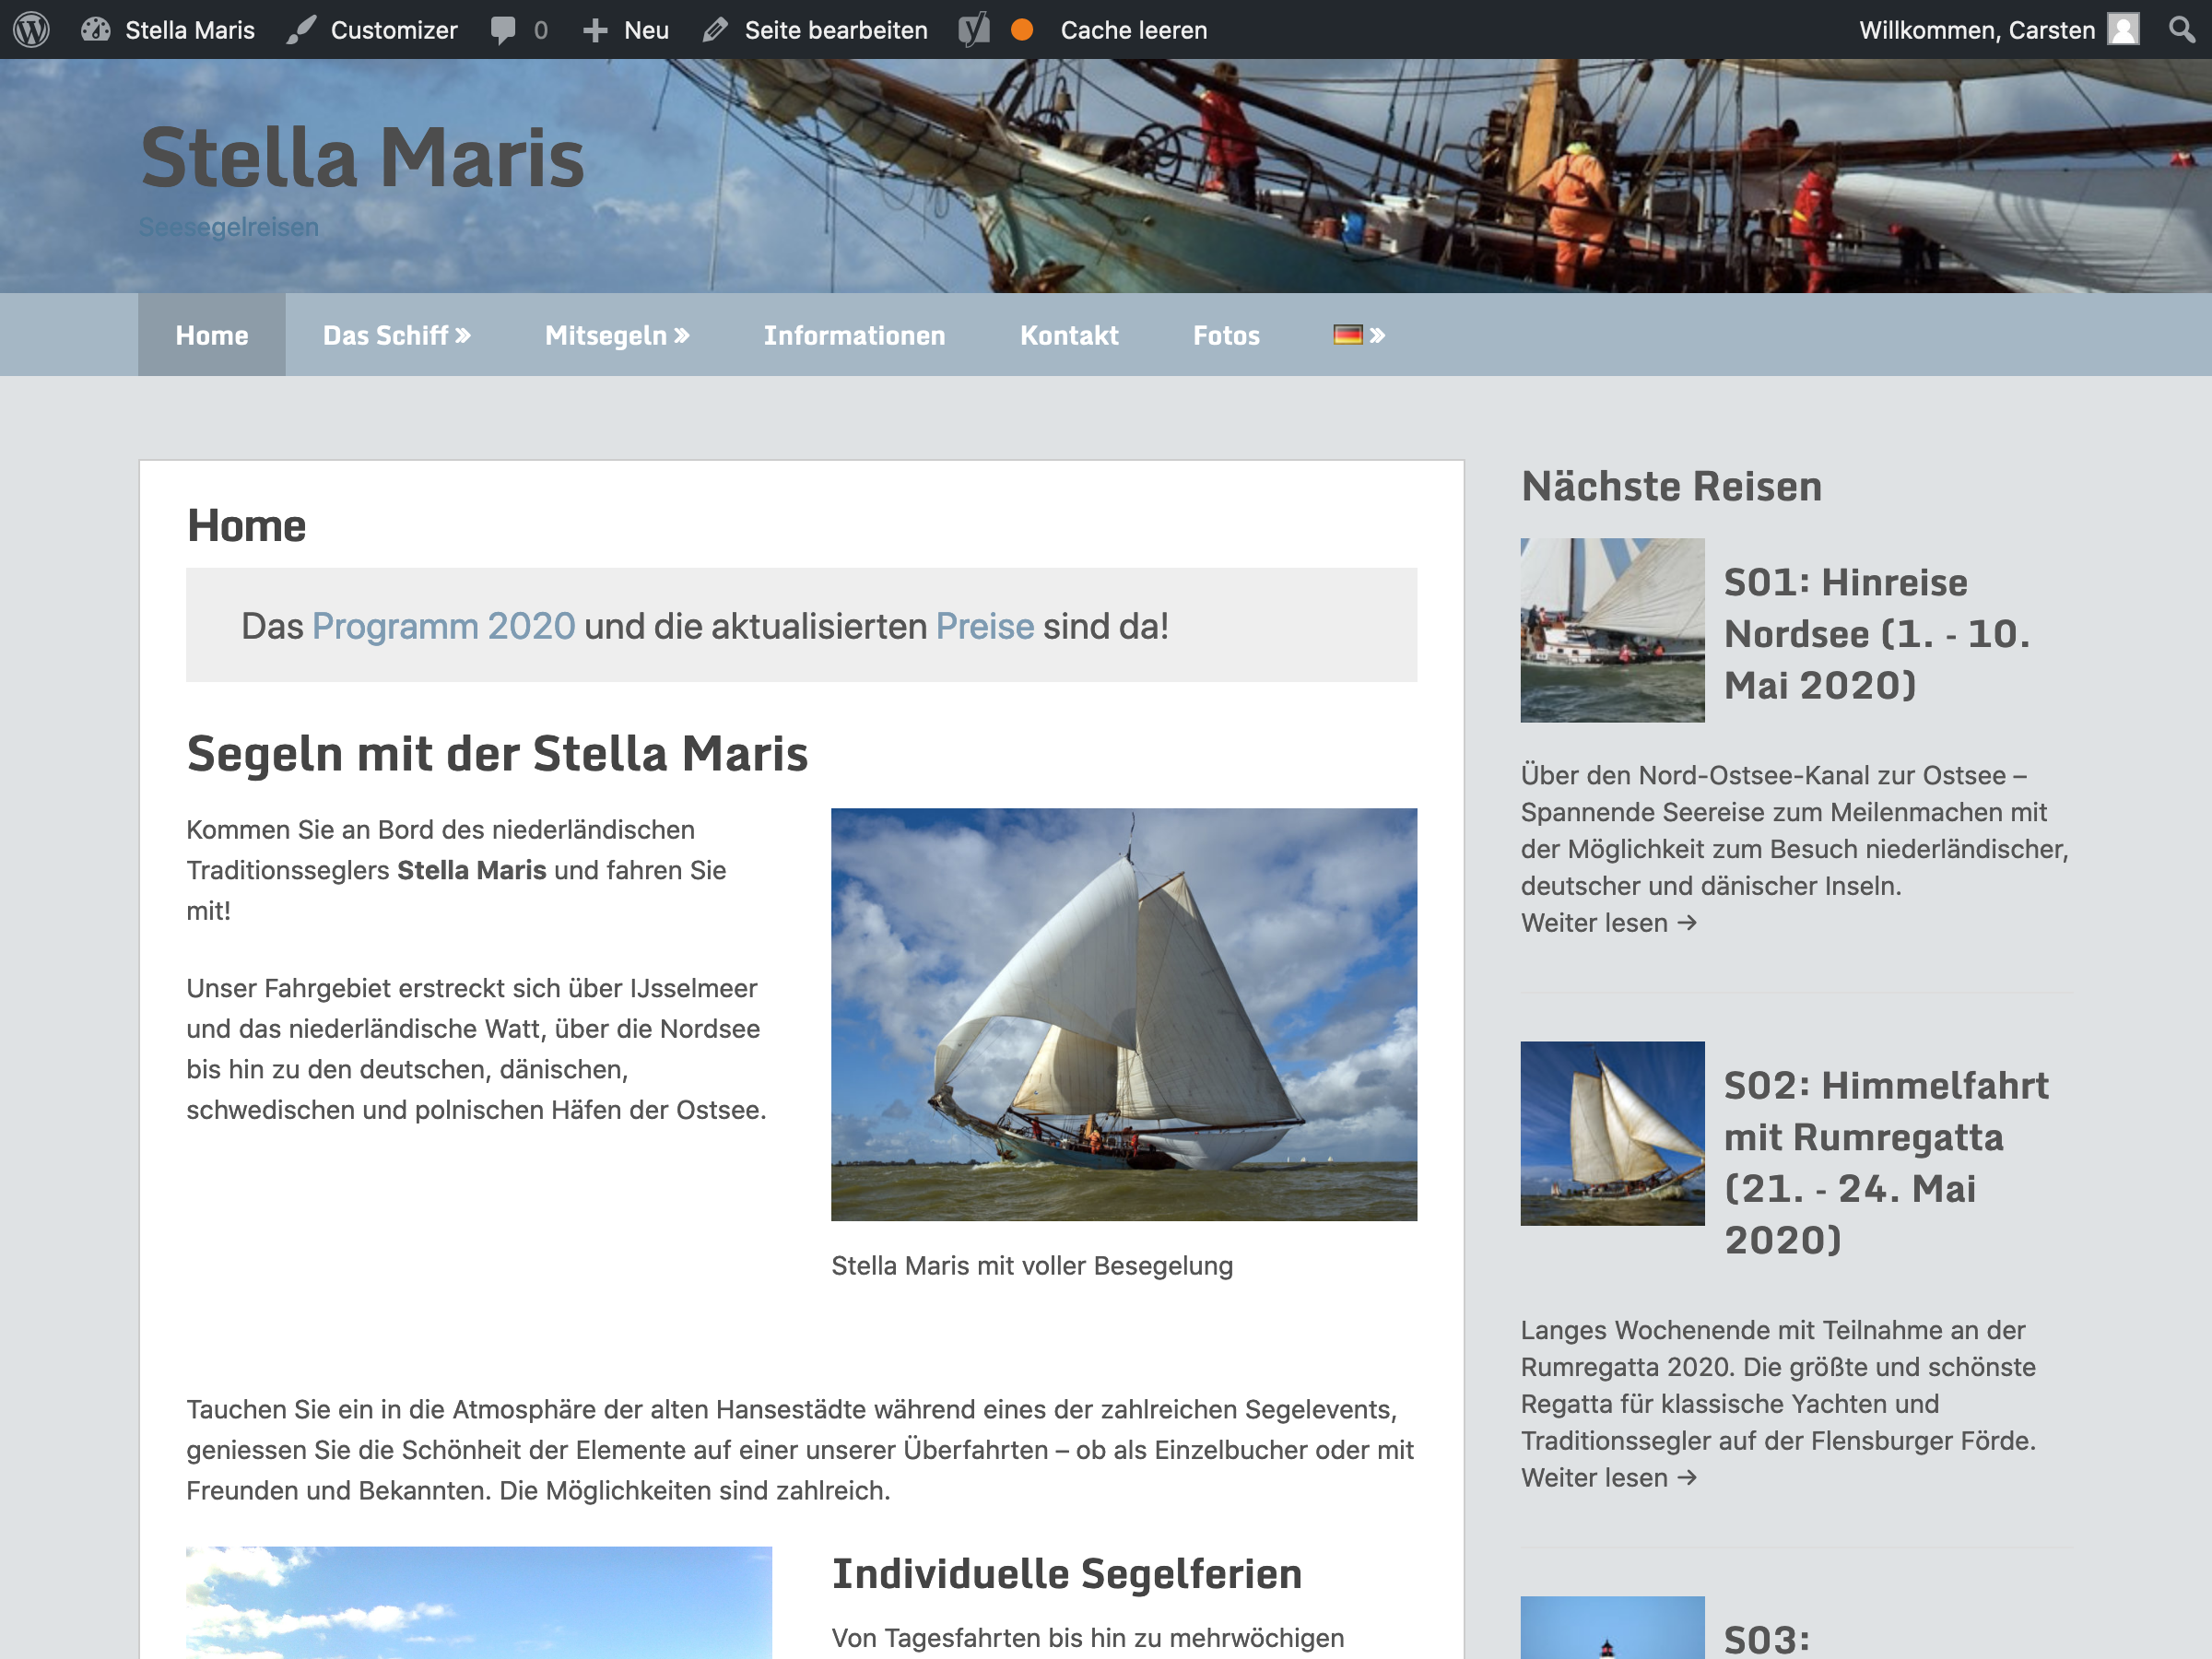 Stella Maris Customizer 0 Neu Seite bearbeiten Cache leeren Willkommen, Carsten
Stella Maris
Seesegelreisen
Home Das Schiff » Mitsegeln » Informationen Kontakt Fotos »
Home
Das Programm 2020 und die aktualisierten Preise sind da!
Segeln mit der Stella Maris
Kommen Sie an Bord des niederländischen
Traditionsseglers Stella Maris und fahren Sie
mit!
Unser Fahrgebiet erstreckt sich über IJsselmeer
und das niederländische Watt, über die Nordsee
bis hin zu den deutschen, dänischen,
schwedischen und polnischen Häfen der Ostsee.
Stella Maris mit voller Besegelung
Tauchen Sie ein in die Atmosphäre der alten Hansestädte während eines der zahlreichen Segelevents,
geniessen Sie die Schönheit der Elemente auf einer unserer Überfahrten – ob als Einzelbucher oder mit
Freunden und Bekannten. Die Möglichkeiten sind zahlreich.
Individuelle Segelferien
Von Tagesfahrten bis hin zu mehrwöchigen
Nächste Reisen
S01: Hinreise
Nordsee (1. - 10.
Mai 2020)
Über den Nord-Ostsee-Kanal zur Ostsee –
Spannende Seereise zum Meilenmachen mit
der Möglichkeit zum Besuch niederländischer,
deutscher und dänischer Inseln.
Weiter lesen →
S02: Himmelfahrt
mit Rumregatta
(21. - 24. Mai
2020)
Langes Wochenende mit Teilnahme an der
Rumregatta 2020. Die größte und schönste
Regatta für klassische Yachten und
Traditionssegler auf der Flensburger Förde.
Weiter lesen →
S03: